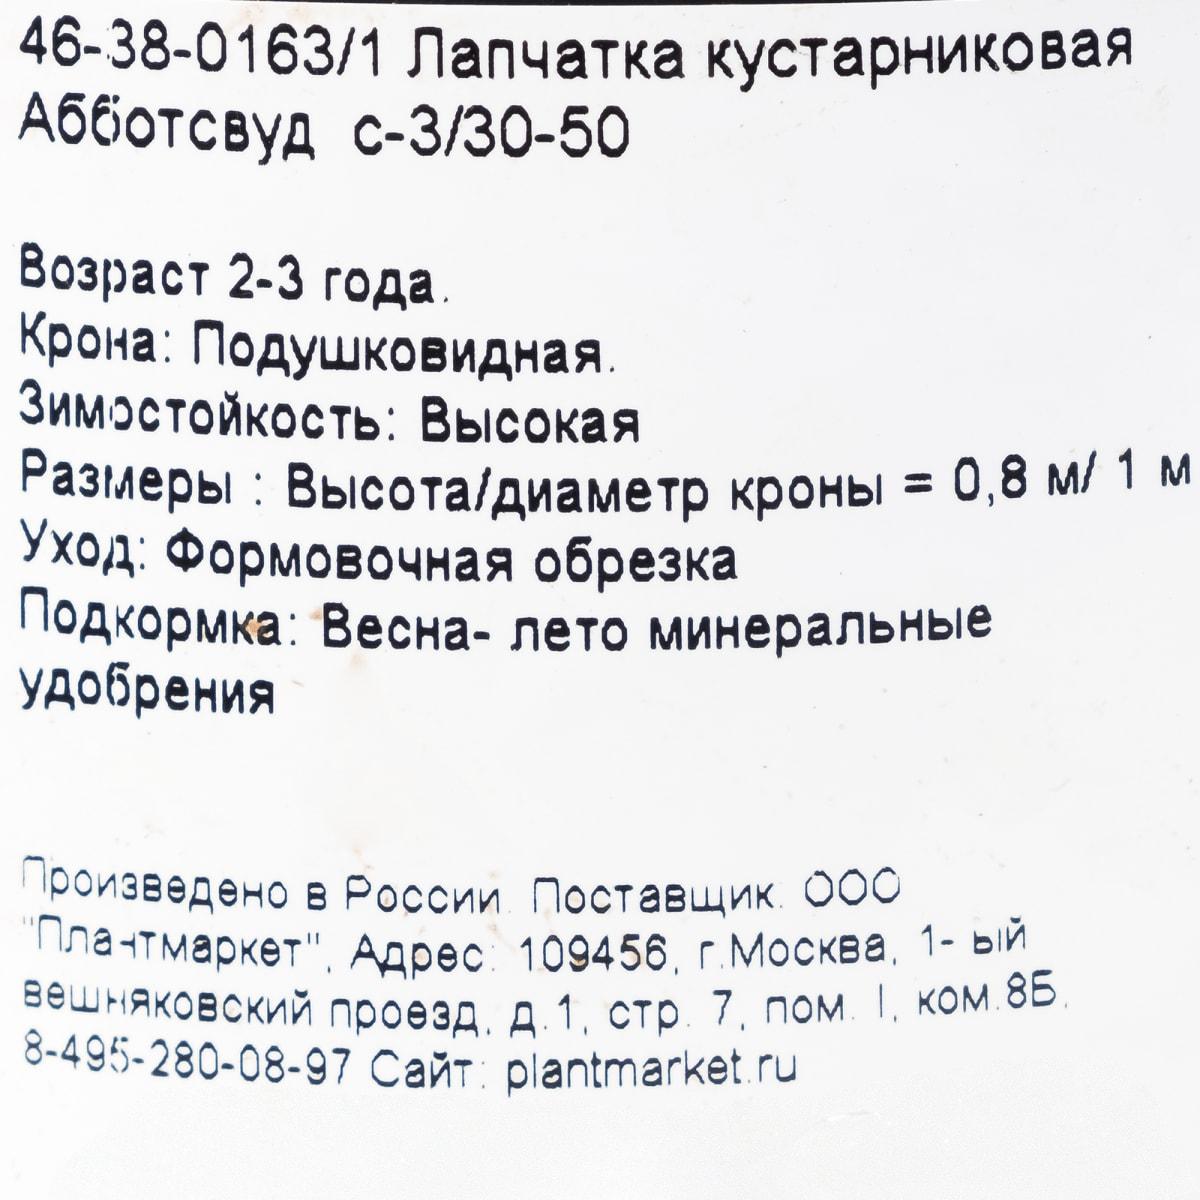 46-38-0163/1 Лапчатка кустарниковая
Абботсвуд с-3/30-50
Возраст 2-3 года.
Крона: Подушковидная.
Зимостойкость: Высокая
Размеры : Высота/диаметр кроны = 0,8 м/ 1 м
Уход: Формовочная обрезка
Подкормка: Весна- лето минеральные
удобрения
Произведено в России. Поставщик: ООО
"Плантмаркет", Адрес: 109456, г.Москва, 1- ый
вешняковский проезд, д.1, стр. 7, пом. I, ком.8Б,
8-495-280-08-97 Сайт: plantmarket.ru